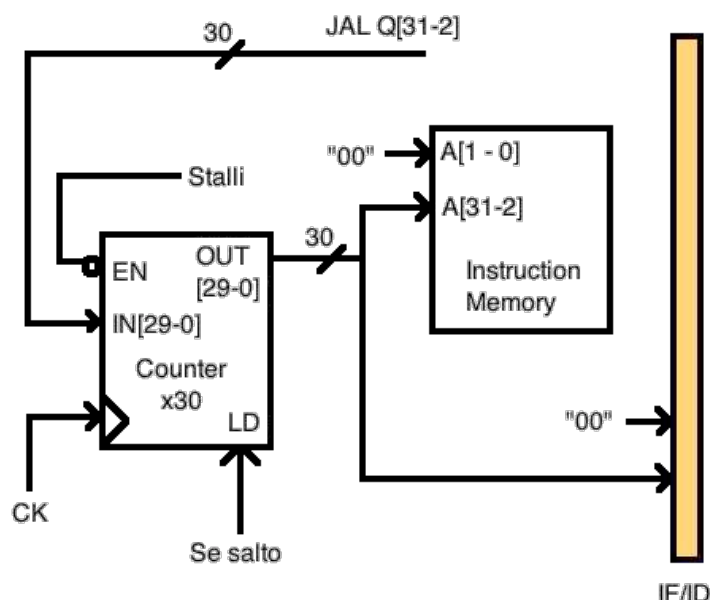 30
JAL Q[31-2]
"00"
A[1 - 0]
Stalli
A[31-2]
30
OUT
[29-0]
EN
Instruction
Memory
IN[29-0]
Counter
x30
LD
"00"
CK
Se salto
IF/ID